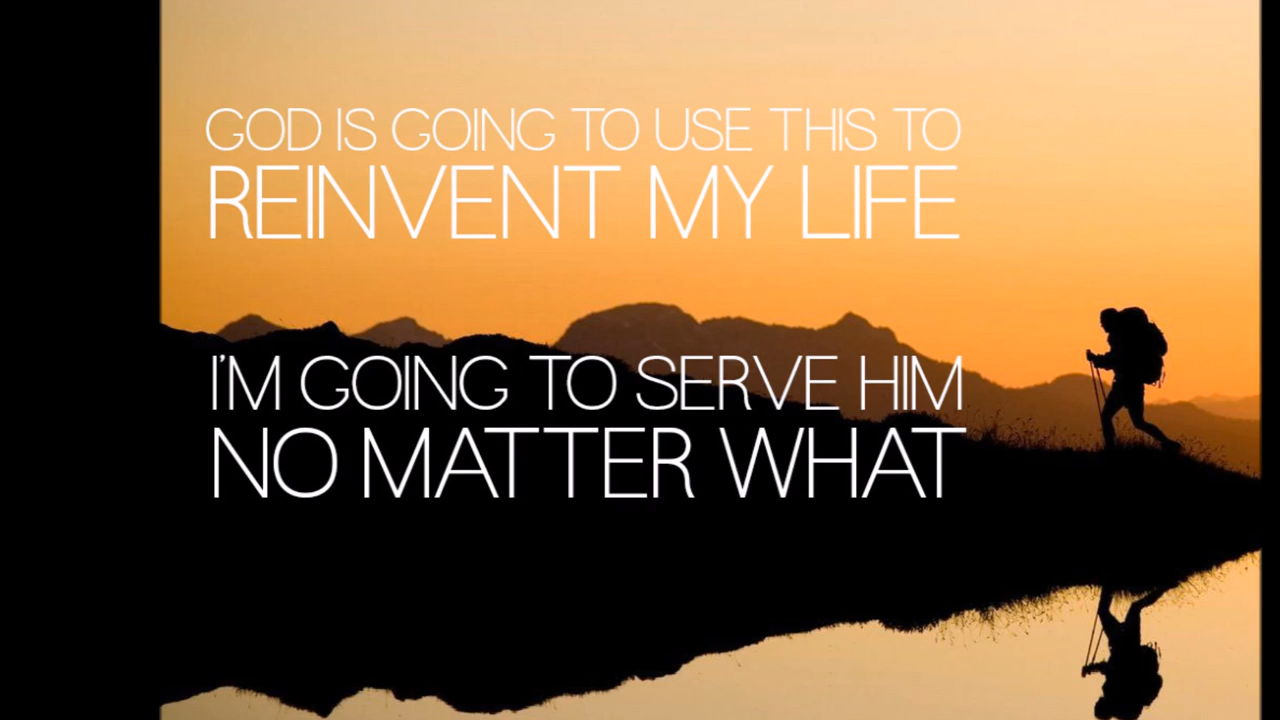 GOD IS GOING TO USE THIS TO
REINVENT MY LIFE
I'M GOING TO SERVE HIM
NO MATTER WHAT